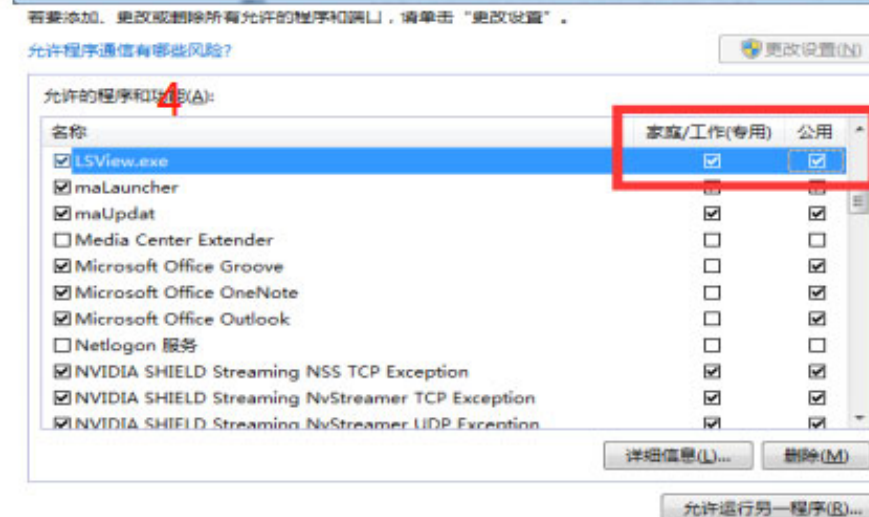 若要添加、更改或删除所有允许的程序和端口，请单击“更改设置”。
允许程序通信有哪些风险?
更改设置(N)
4
允许的程序和功能(A):
名称 家庭/工作(专用) 公用
LSView.exe
maLauncher
maUpdat
Media Center Extender
Microsoft Office Groove
Microsoft Office OneNote
Microsoft Office Outlook
Netlogon 服务
NVIDIA SHIELD Streaming NSS TCP Exception
NVIDIA SHIELD Streaming NvStreamer TCP Exception
NVIDIA SHIELD Streaming NvStreamer UDP Exception
详细信息(L)... 删除(M)
允许运行另一程序(R)...